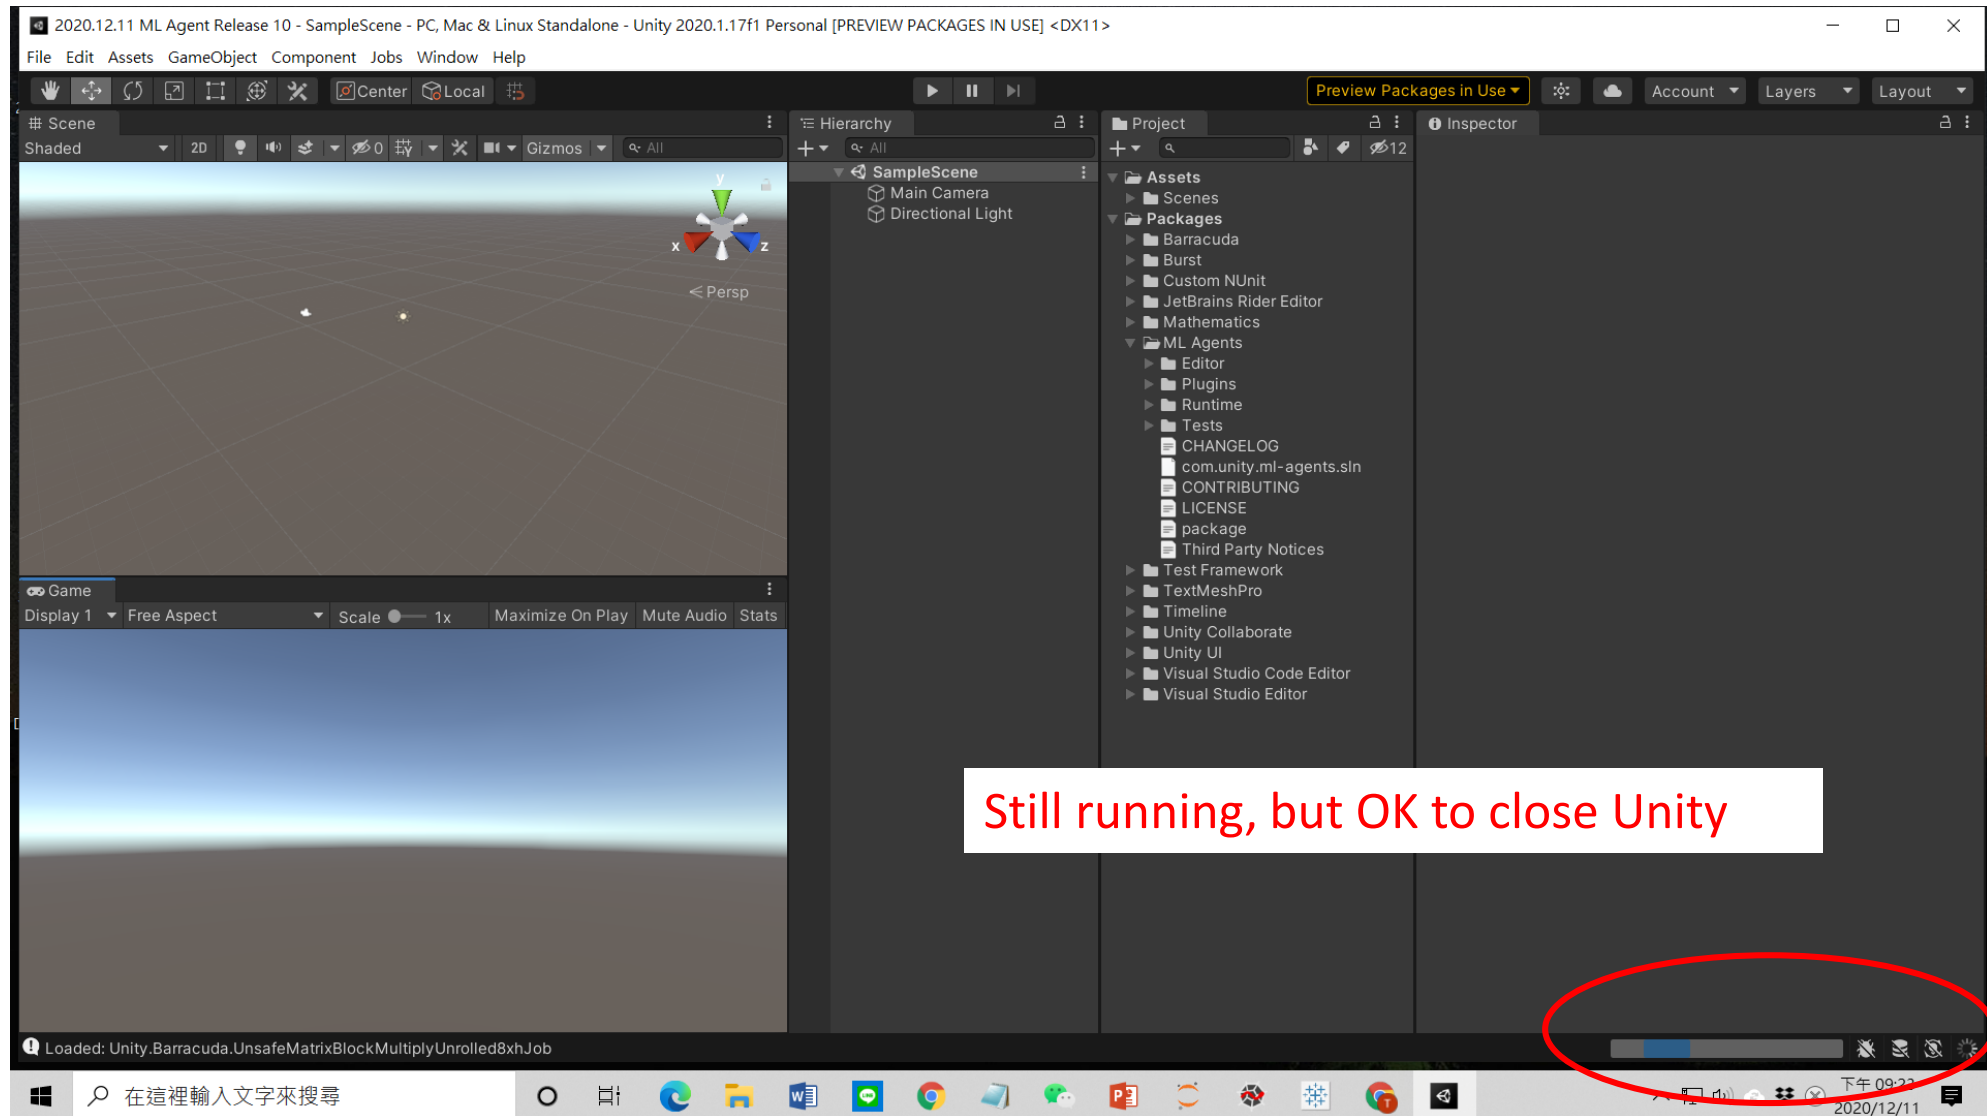 2020.12.11 ML Agent Release 10 - SampleScene - PC, Mac & Linux Standalone - Unity 2020.1.17f1 Personal [PREVIEW PACKAGES IN USE] <DX11>
File Edit Assets GameObject Component Jobs Window Help
Center Local Preview Packages in Use Account Layers Layout
Scene
Shaded 2D 0 Gizmos All
y
x z
Persp
Game
Display 1 Free Aspect Scale 1x Maximize On Play Mute Audio Stats
Hierarchy
All
SampleScene
Main Camera
Directional Light
Project
12
Assets
Scenes
Packages
Barracuda
Burst
Custom NUnit
JetBrains Rider Editor
Mathematics
ML Agents
Editor
Plugins
Runtime
Tests
CHANGELOG
com.unity.ml-agents.sln
CONTRIBUTING
LICENSE
package
Third Party Notices
Test Framework
TextMeshPro
Timeline
Unity Collaborate
Unity UI
Visual Studio Code Editor
Visual Studio Editor
Inspector
Still running, but OK to close Unity
Loaded: Unity.Barracuda.UnsafeMatrixBlockMultiplyUnrolled8xhJob
在這裡輸入文字來搜尋
下午 09:22
2020/12/11